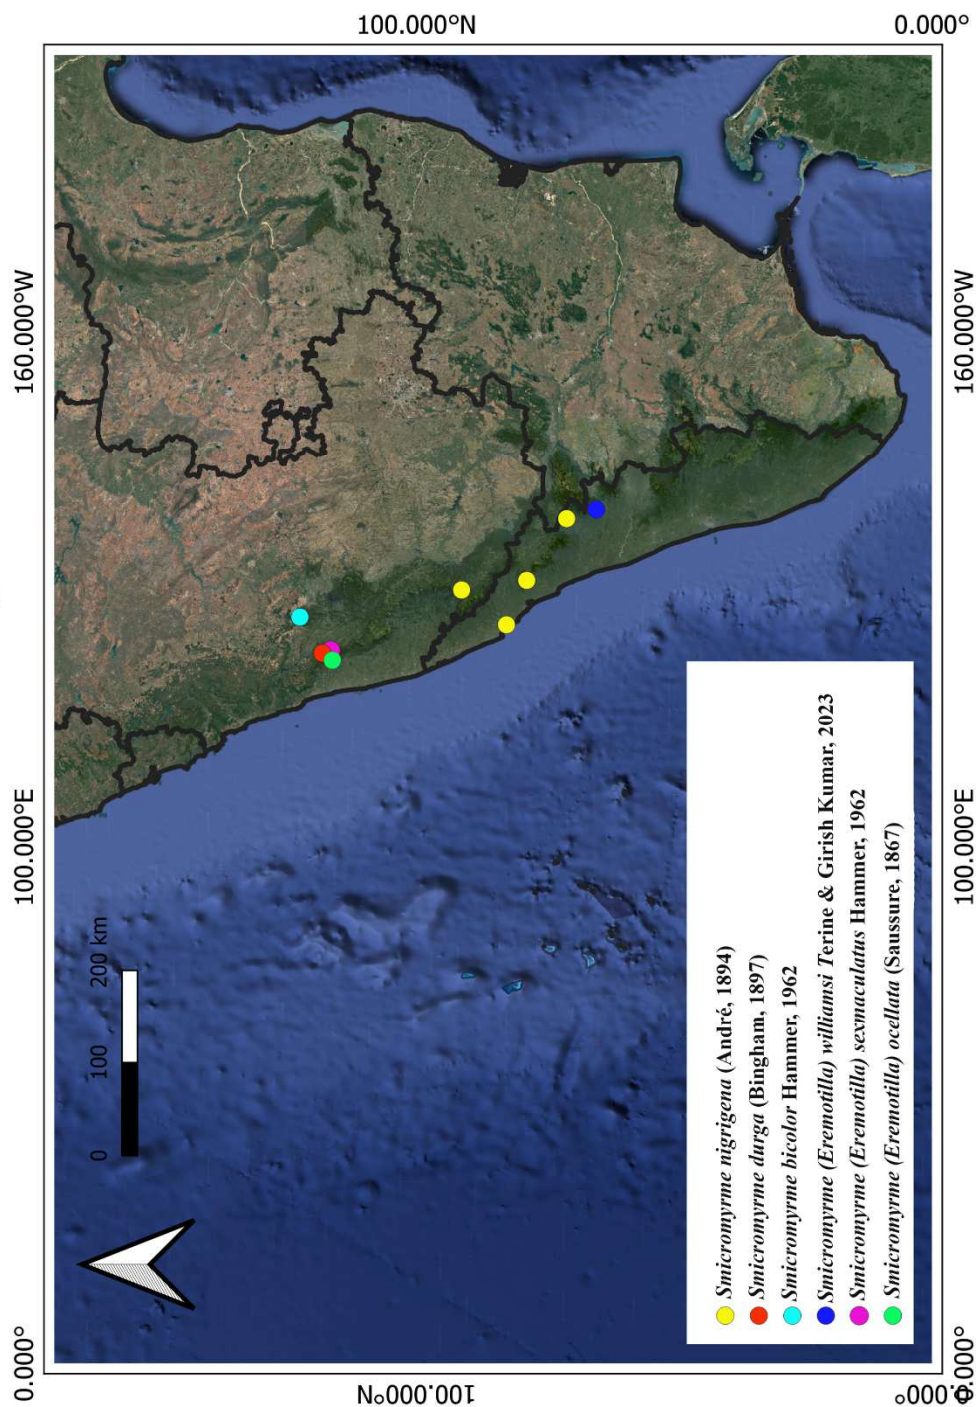 0.000°
100.000°E
160.000°W
100.000°N
0.000°
0
100
200 km
Smicromyrme nigrigena (André, 1894)
Smicromyrme durga (Bingham, 1897)
Smicromyrme bicolor Hammer, 1962
Smicromyrme (Eremotilla) williamsi Terine & Girish Kumar, 2023
Smicromyrme (Eremotilla) sexmaculatus Hammer, 1962
Smicromyrme (Eremotilla) ocellata (Saussure, 1867)
100.000°N
0.000°
0.000°
100.000°E
160.000°W